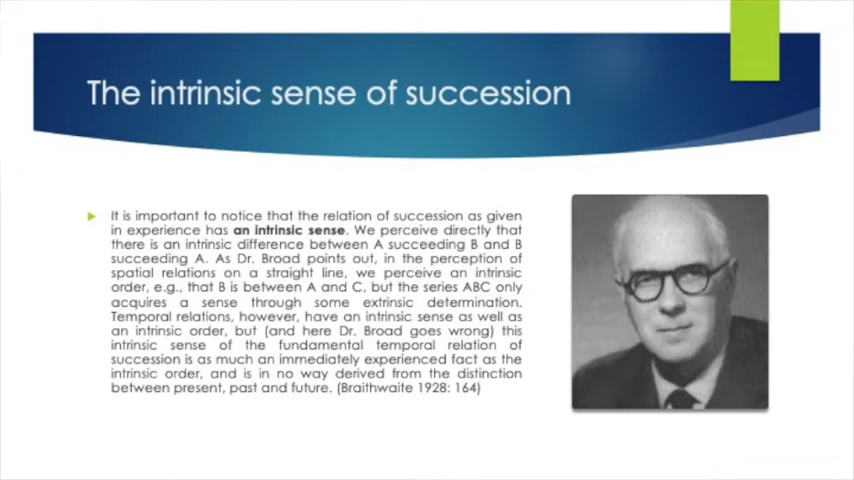 The intrinsic sense of succession
It is important to notice that the relation of succession as given
in experience has an intrinsic sense. We perceive directly that
there is an intrinsic difference between A succeeding B and B
succeeding A. As Dr. Broad points out, in the perception of
spatial relations on a straight line, we perceive an intrinsic
order, e.g., that B is between A and C, but the series ABC only
acquires a sense through some extrinsic determination.
Temporal relations, however, have an intrinsic sense as well as
an intrinsic order, but (and here Dr. Broad goes wrong) this
intrinsic sense of the fundamental temporal relation of
succession is as much an immediately experienced fact as the
intrinsic order, and is in no way derived from the distinction
between present, past and future. (Braithwaite 1928: 164)